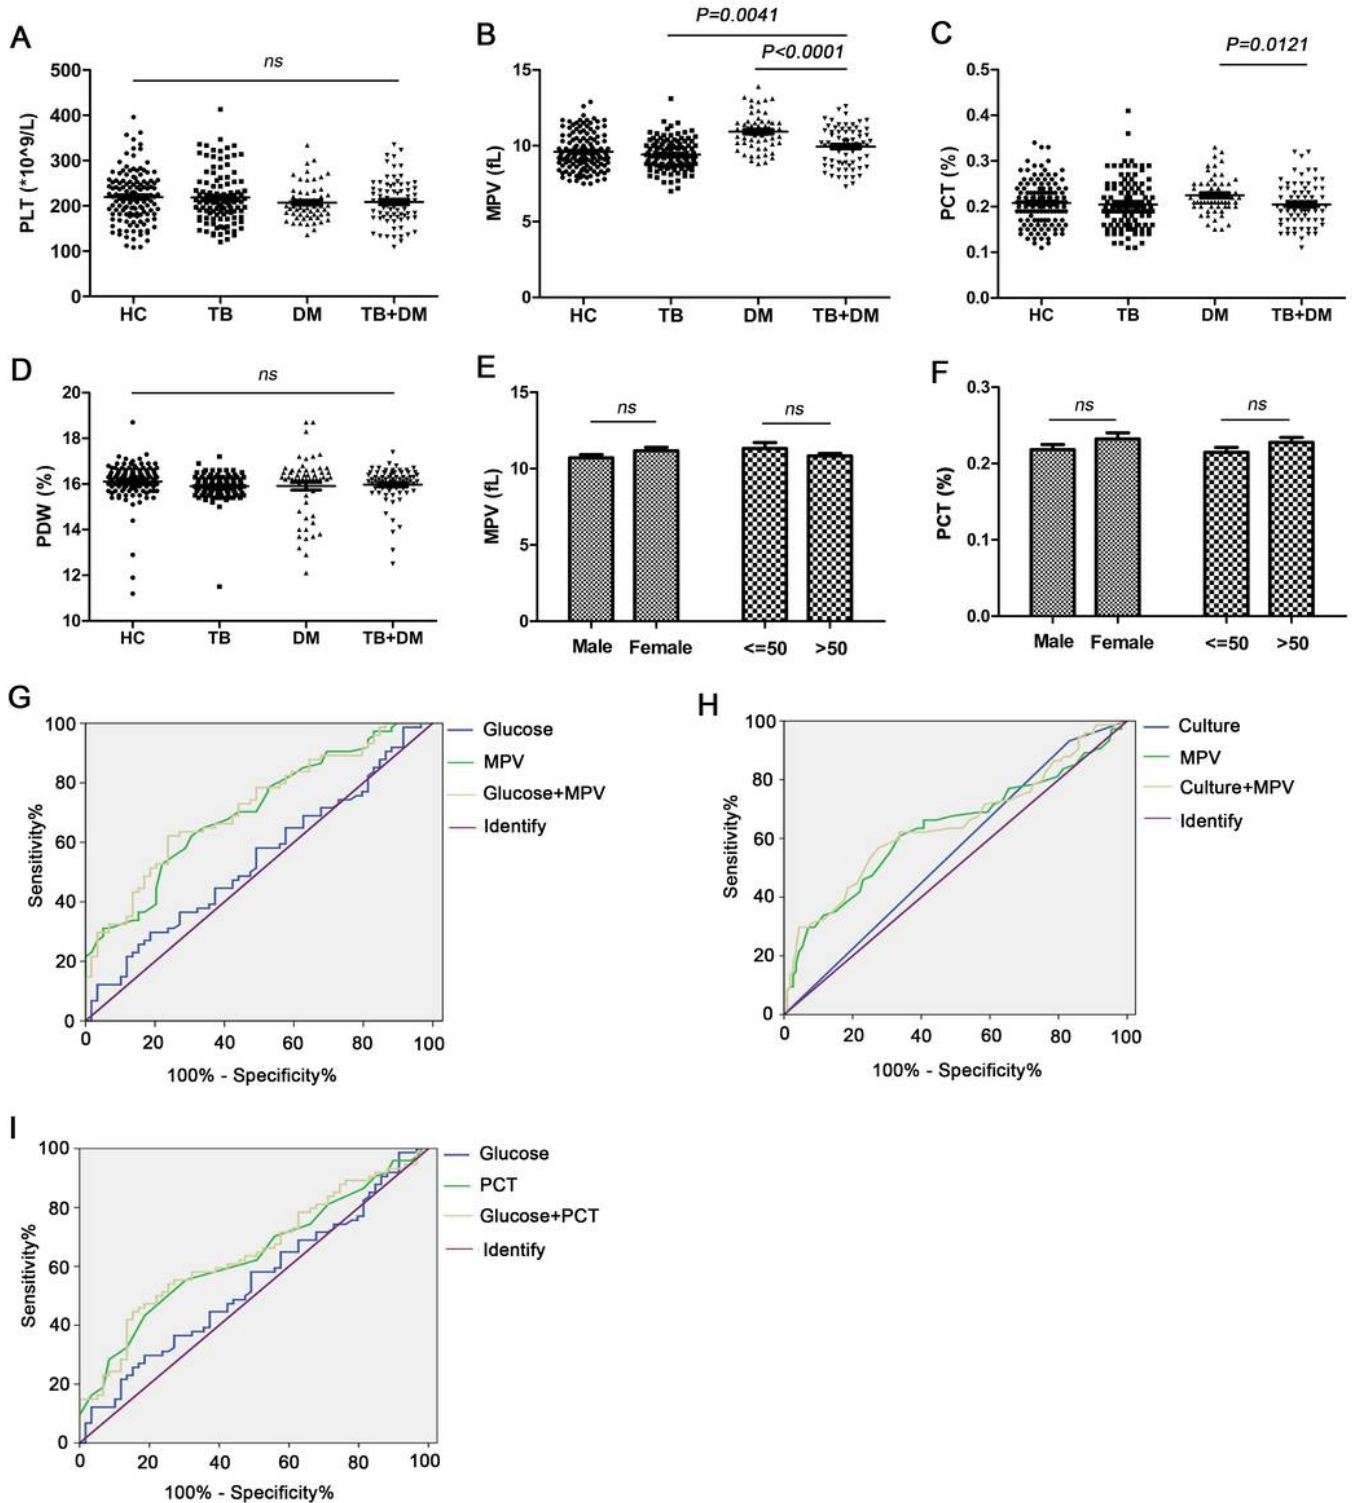 A
ns
PLT (*10^9/L)
500
400
300
200
100
0
HC TB DM TB+DM
B
P=0.0041
P<0.0001
MPV (fL)
15
10
5
0
HC TB DM TB+DM
C
P=0.0121
PCT (%)
0.5
0.4
0.3
0.2
0.1
0.0
HC TB DM TB+DM
D
ns
PDW (%)
20
18
16
14
12
10
HC TB DM TB+DM
E
ns ns
MPV (fL)
15
10
5
0
Male Female <=50 >50
F
ns ns
PCT (%)
0.3
0.2
0.1
0.0
Male Female <=50 >50
G
Sensitivity%
100
80
60
40
20
0
0 20 40 60 80 100
100% - Specificity%
Glucose
MPV
Glucose+MPV
Identify
H
Sensitivity%
100
80
60
40
20
0
0 20 40 60 80 100
100% - Specificity%
Culture
MPV
Culture+MPV
Identify
I
Sensitivity%
100
80
60
40
20
0
0 20 40 60 80 100
100% - Specificity%
Glucose
PCT
Glucose+PCT
Identify